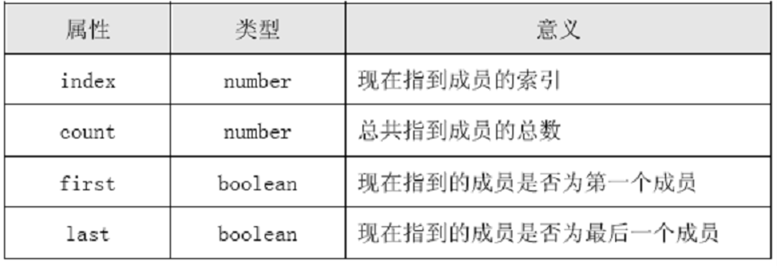 属性 类型 意义
index number 现在指到成员的索引
count number 总共指到成员的总数
first boolean 现在指到的成员是否为第一个成员
last boolean 现在指到的成员是否为最后一个成员